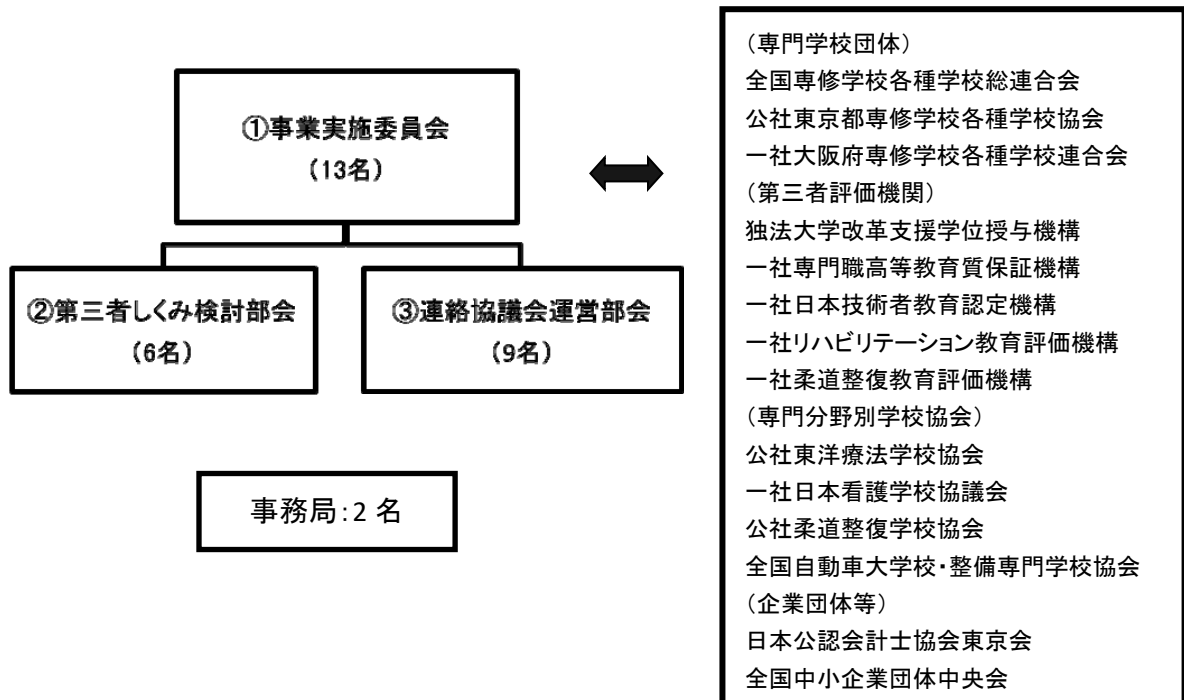 ①事業実施委員会
(13名)
②第三者しくみ検討部会
(6名)
③連絡協議会運営部会
(9名)
事務局:2 名
(専門学校団体)
全国専修学校各種学校総連合会
公社東京都専修学校各種学校協会
一社大阪府専修学校各種学校連合会
(第三者評価機関)
独法大学改革支援学位授与機構
一社専門職高等教育質保証機構
一社日本技術者教育認定機構
一社リハビリテーション教育評価機構
一社柔道整復教育評価機構
(専門分野別学校協会)
公社東洋療法学校協会
一社日本看護学校協議会
公社柔道整復学校協会
全国自動車大学校・整備専門学校協会
(企業団体等)
日本公認会計士協会東京会
全国中小企業団体中央会